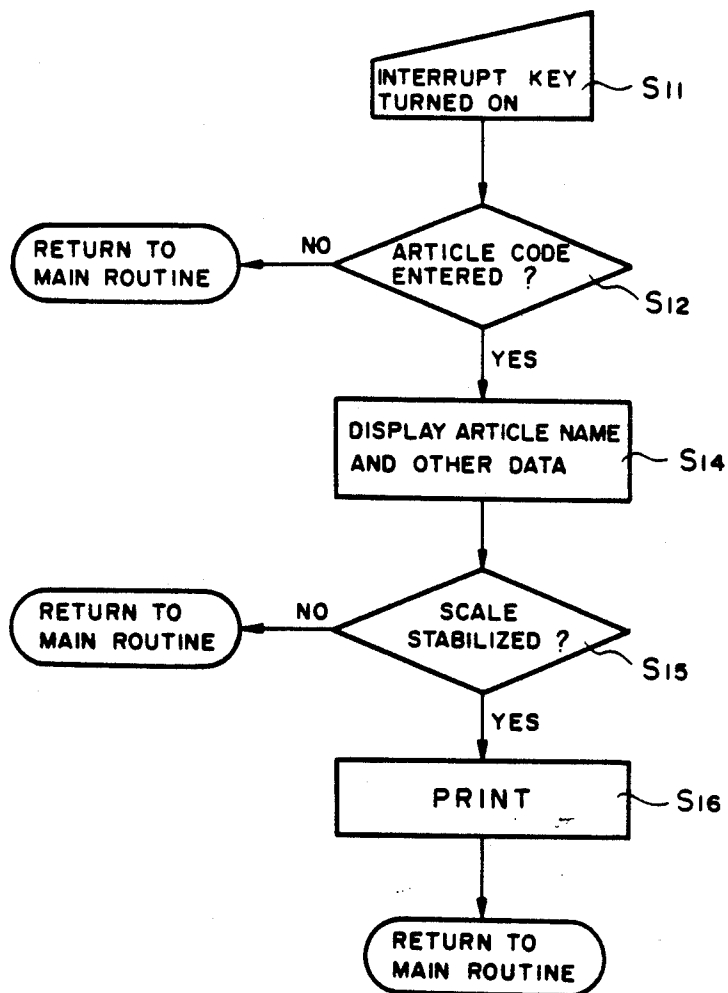 INTERRUPT KEY
TURNED ON
S11
RETURN TO
MAIN ROUTINE
NO
ARTICLE CODE
ENTERED ?
S12
YES
DISPLAY ARTICLE NAME
AND OTHER DATA
S14
RETURN TO
MAIN ROUTINE
NO
SCALE
STABILIZED ?
S15
YES
PRINT
S16
RETURN TO
MAIN ROUTINE